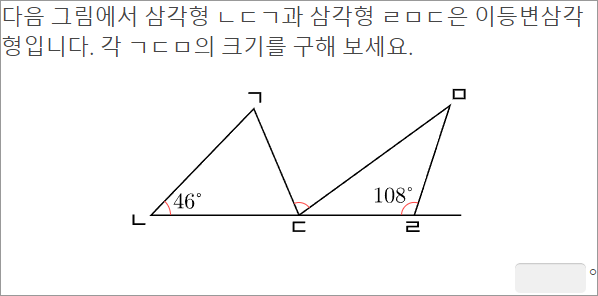 다음 그림에서 삼각형 ㄴㄷㄱ과 삼각형 ㄹㅁㄷ은 이등변삼각
형입니다. 각 ㄱㄷㅁ의 크기를 구해 보세요.
ㄱ
ㅁ
46°
108°
ㄴ
ㄷ
ㄹ
°